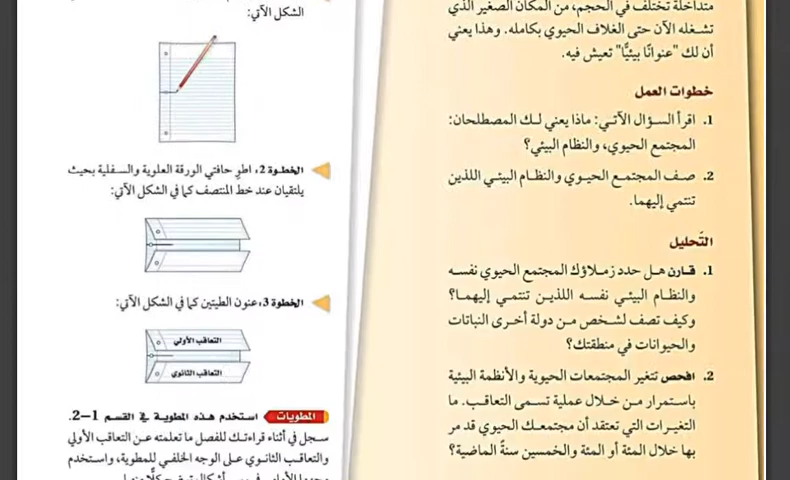 متداخلة تختلف في الحجم، من المكان الصغير الذي
تشغله الآن حتى الغلاف الحيوي بكامله. وهذا يعني
أن لك "عنوانًا بيئيًّا" تعيش فيه.
خطوات العمل
1. اقرأ السؤال الآتي: ماذا يعني لك المصطلحان:
المجتمع الحيوي، والنظام البيئي؟
2. صف المجتمع الحيوي والنظام البيئي اللذين
تنتمي إليهما.
التّحليل
1. قارن هل حدد زملاؤك المجتمع الحيوي نفسه
والنظام البيئي نفسه اللذين تنتمي إليهما؟
وكيف تصف لشخص من دولة أخرى النباتات
والحيوانات في منطقتك؟
2. افحص تتغير المجتمعات الحيوية والأنظمة البيئية
باستمرار من خلال عملية تسمى التعاقب. ما
التغيرات التي تعتقد أن مجتمعك الحيوي قد مر
بها خلال المئة أو المئة والخمسين سنةً الماضية؟
الشكل الآتي:
الخطوة 2، اطوِ حافتي الورقة العلوية والسفلية بحيث
يلتقيان عند خط المنتصف كما في الشكل الآتي:
الخطوة 3، عنون الطيتين كما في الشكل الآتي:
التعاقب الأولي
التعاقب الثانوي
المطويات استخدم هذه المطوية في القسم 1–2.
سجل في أثناء قراءتك للفصل ما تعلمته عن التعاقب الأولي
والتعاقب الثانوي على الوجه الخلفي للمطوية، واستخدم